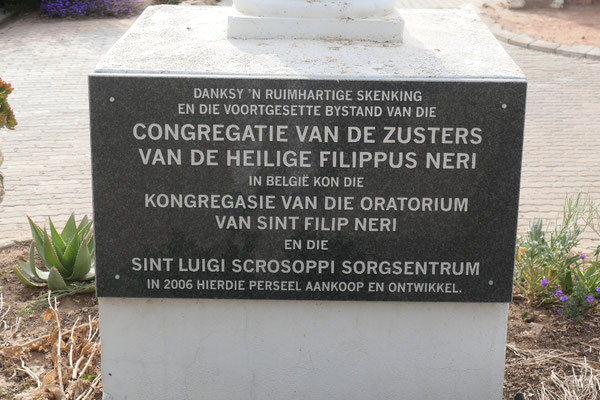 DANKSY 'N RUIMHARTIGE SKENKING
EN DIE VOORTGESETTE BYSTAND VAN DIE
CONGREGATIE VAN DE ZUSTERS
VAN DE HEILIGE FILIPPUS NERI
IN BELGIË KON DIE
KONGREGASIE VAN DIE ORATORIUM
VAN SINT FILIP NERI
EN DIE
SINT LUIGI SCROSOPPI SORGSENTRUM
IN 2006 HIERDIE PERSEEL AANKOOP EN ONTWIKKEL.